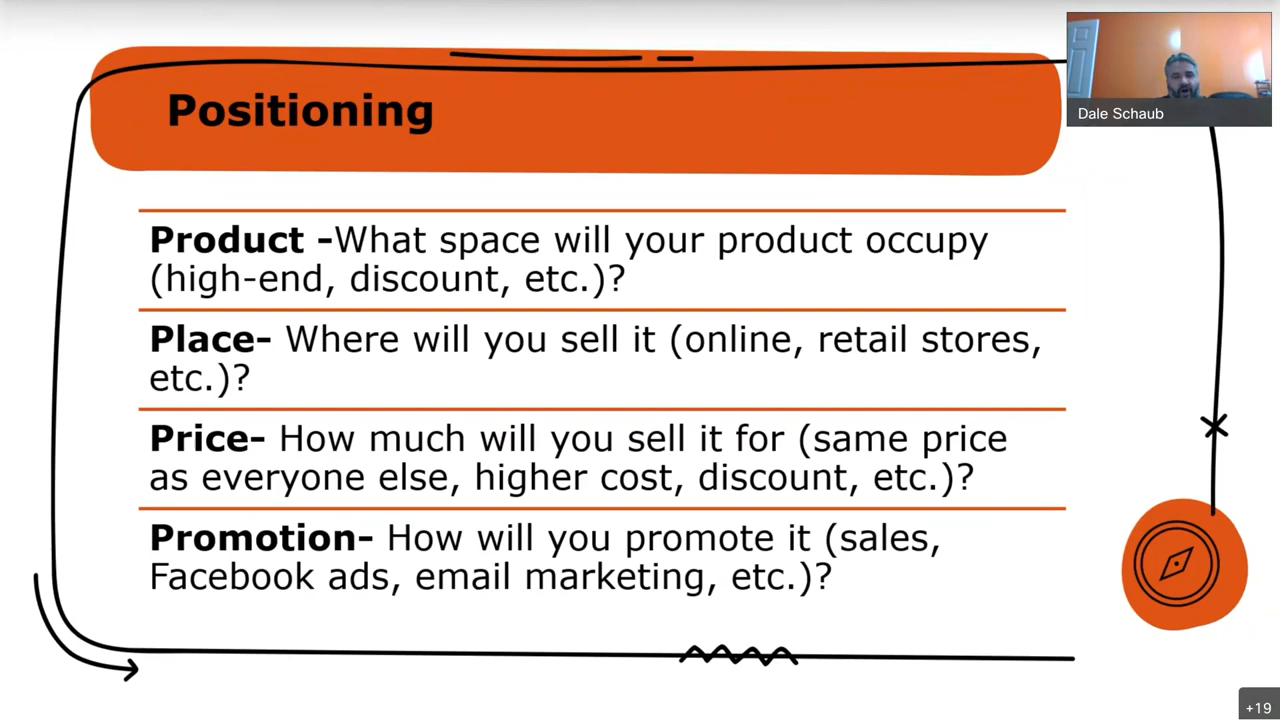 Positioning
Dale Schaub
Product -What space will your product occupy
(high-end, discount, etc.)?
Place- Where will you sell it (online, retail stores,
etc.)?
Price- How much will you sell it for (same price
as everyone else, higher cost, discount, etc.)?
Promotion- How will you promote it (sales,
Facebook ads, email marketing, etc.)?
+19